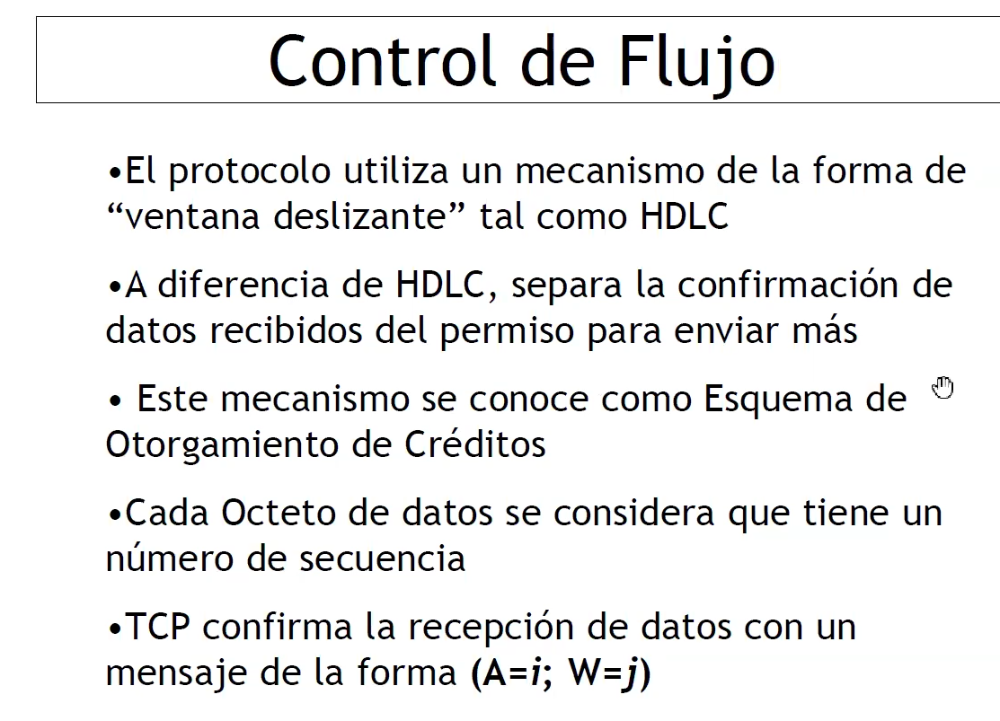 Control de Flujo
•El protocolo utiliza un mecanismo de la forma de
“ventana deslizante” tal como HDLC
•A diferencia de HDLC, separa la confirmación de
datos recibidos del permiso para enviar más
• Este mecanismo se conoce como Esquema de
Otorgamiento de Créditos
•Cada Octeto de datos se considera que tiene un
número de secuencia
•TCP confirma la recepción de datos con un
mensaje de la forma (A=i; W=j)